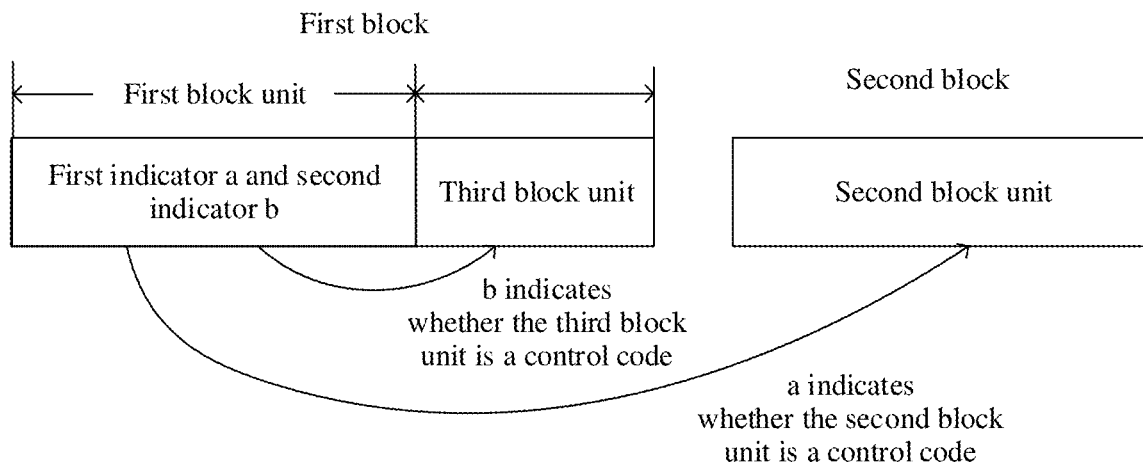 First block
First block unit
Second block
First indicator a and second
indicator b
Third block unit
Second block unit
b indicates
whether the third block
unit is a control code
a indicates
whether the second block
unit is a control code